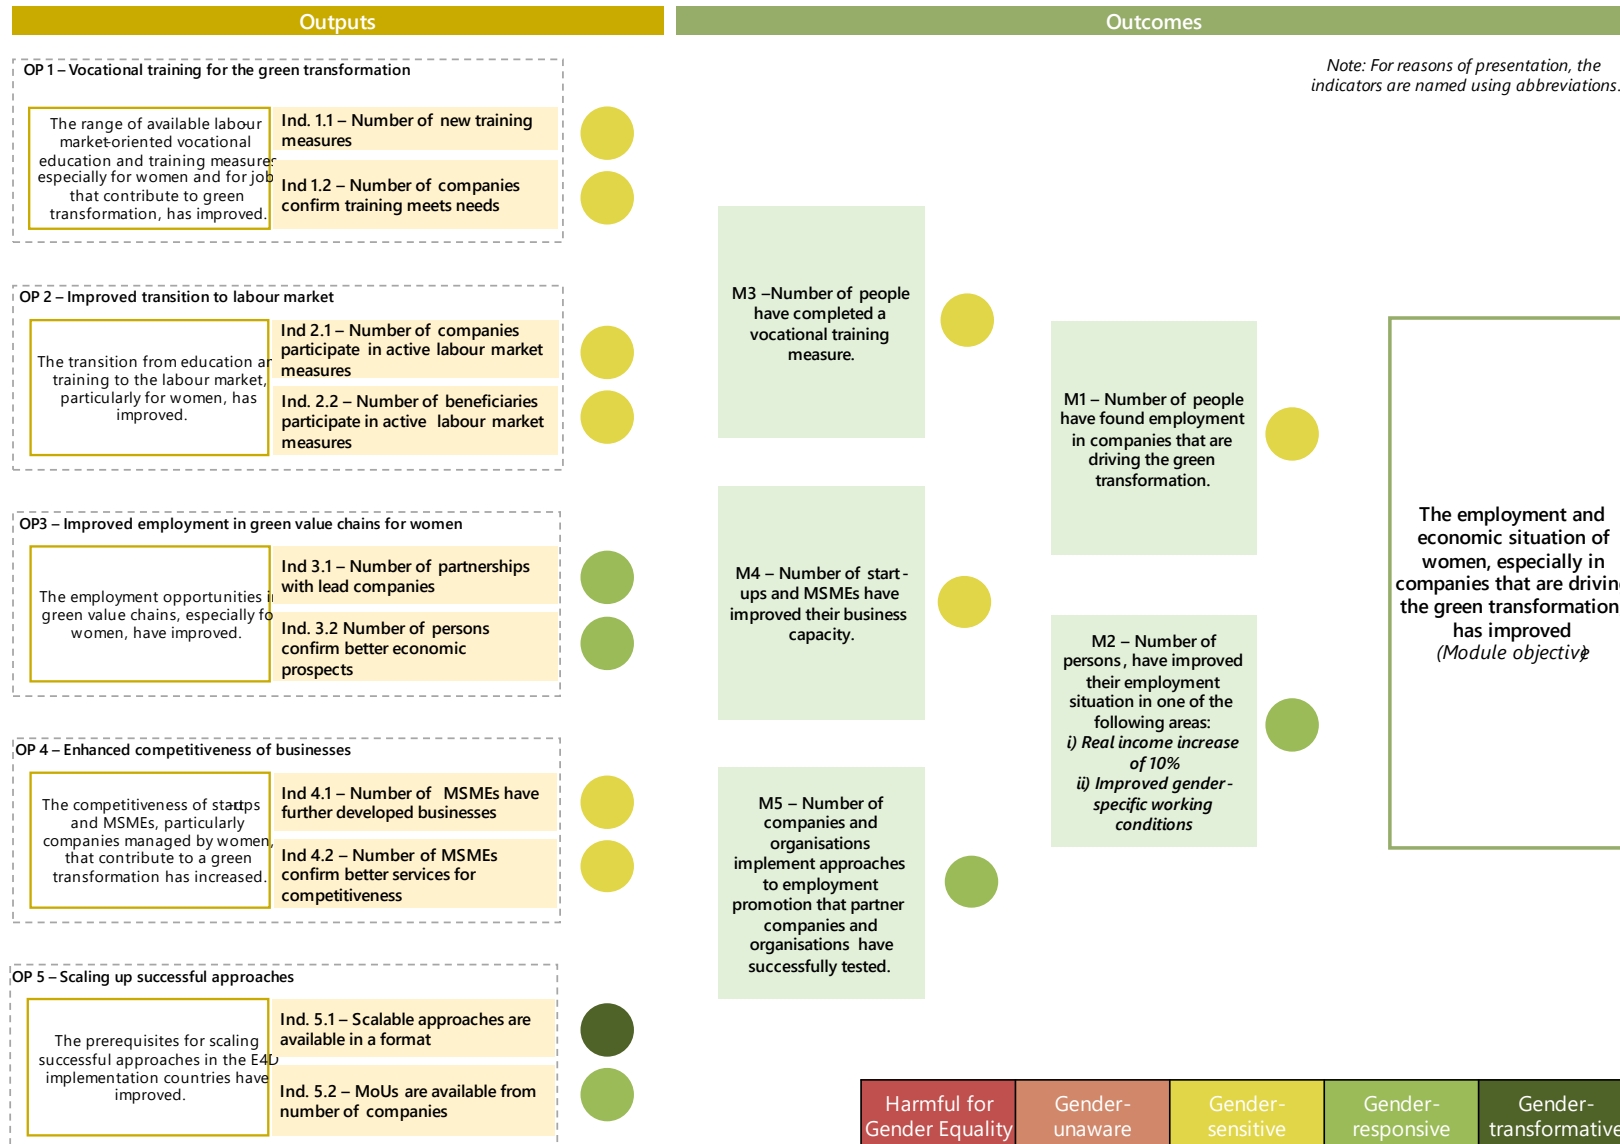 Outputs
Outcomes
Note: For reasons of presentation, the
indicators are named using abbreviations.
OP 1 – Vocational training for the green transformation
The range of available labour
market-oriented vocational
education and training measures
especially for women and for job
that contribute to green
transformation, has improved.
Ind. 1.1 – Number of new training
measures
Ind 1.2 – Number of companies
confirm training meets needs
OP 2 – Improved transition to labour market
The transition from education an
training to the labour market,
particularly for women, has
improved.
Ind 2.1 – Number of companies
participate in active labour market
measures
Ind. 2.2 – Number of beneficiaries
participate in active labour market
measures
OP3 – Improved employment in green value chains for women
The employment opportunities i
green value chains, especially fo
women, have improved.
Ind 3.1 – Number of partnerships
with lead companies
Ind. 3.2 Number of persons
confirm better economic
prospects
OP 4 – Enhanced competitiveness of businesses
The competitiveness of start-ups
and MSMEs, particularly
companies managed by women,
that contribute to a green
transformation has increased.
Ind 4.1 – Number of MSMEs have
further developed businesses
Ind 4.2 – Number of MSMEs
confirm better services for
competitiveness
OP 5 – Scaling up successful approaches
The prerequisites for scaling
successful approaches in the E4D
implementation countries have
improved.
Ind. 5.1 – Scalable approaches are
available in a format
Ind. 5.2 – MoUs are available from
number of companies
M3 –Number of people
have completed a
vocational training
measure.
M4 – Number of start-
ups and MSMEs have
improved their business
capacity.
M5 – Number of
companies and
organisations
implement approaches
to employment
promotion that partner
companies and
organisations have
successfully tested.
M1 – Number of people
have found employment
in companies that are
driving the green
transformation.
M2 – Number of
persons, have improved
their employment
situation in one of the
following areas:
i) Real income increase
of 10%
ii) Improved gender-
specific working
conditions
The employment and
economic situation of
women, especially in
companies that are driving
the green transformation
has improved
(Module objective)
Harmful for
Gender Equality
Gender-
unaware
Gender-
sensitive
Gender-
responsive
Gender-
transformative